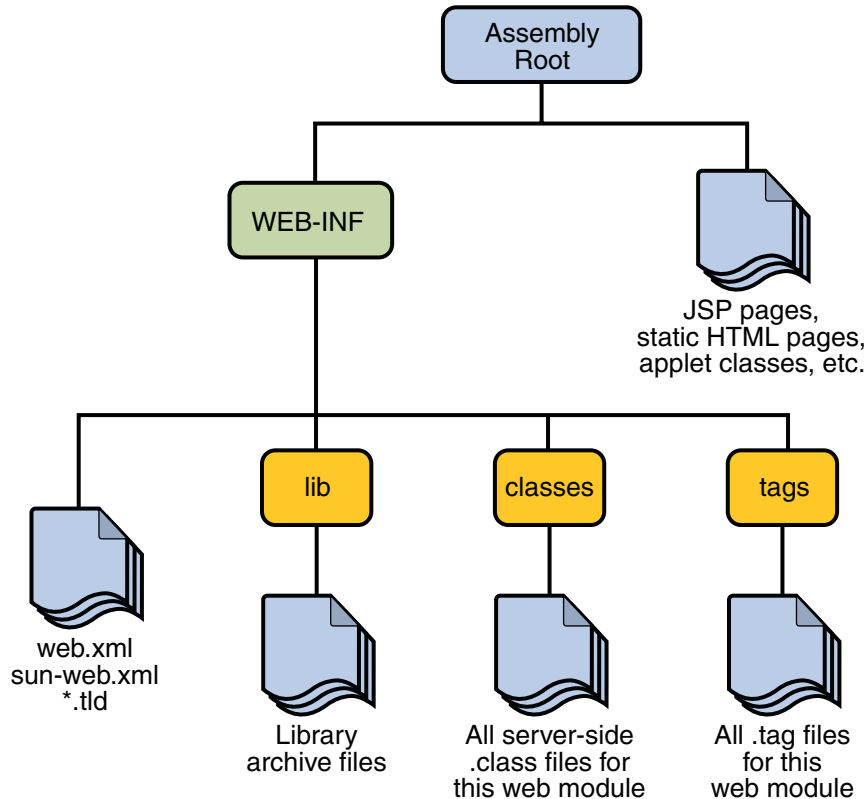 Assembly
Root
WEB-INF
JSP pages,
static HTML pages,
applet classes, etc.
lib
classes
tags
web.xml
sun-web.xml
*.tld
Library
archive files
All server-side
.class files for
this web module
All .tag files
for this
web module